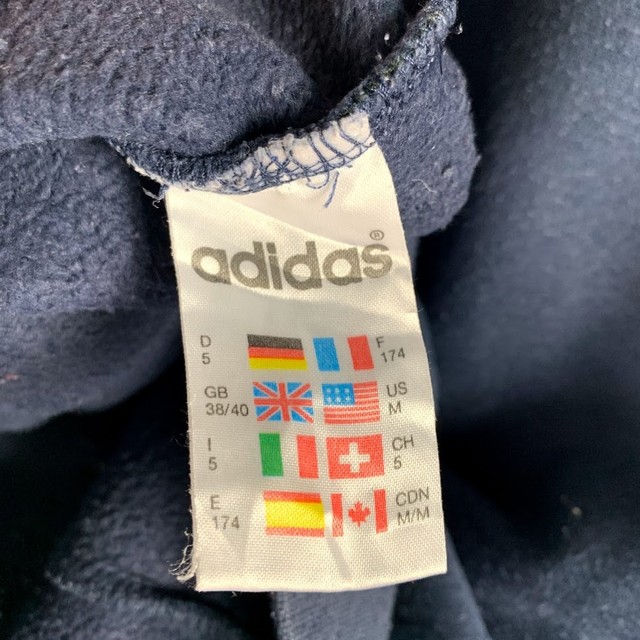 adidas®
D F
5 174
GB US
38/40 M
I CH
5 5
E CDN
174 M/M